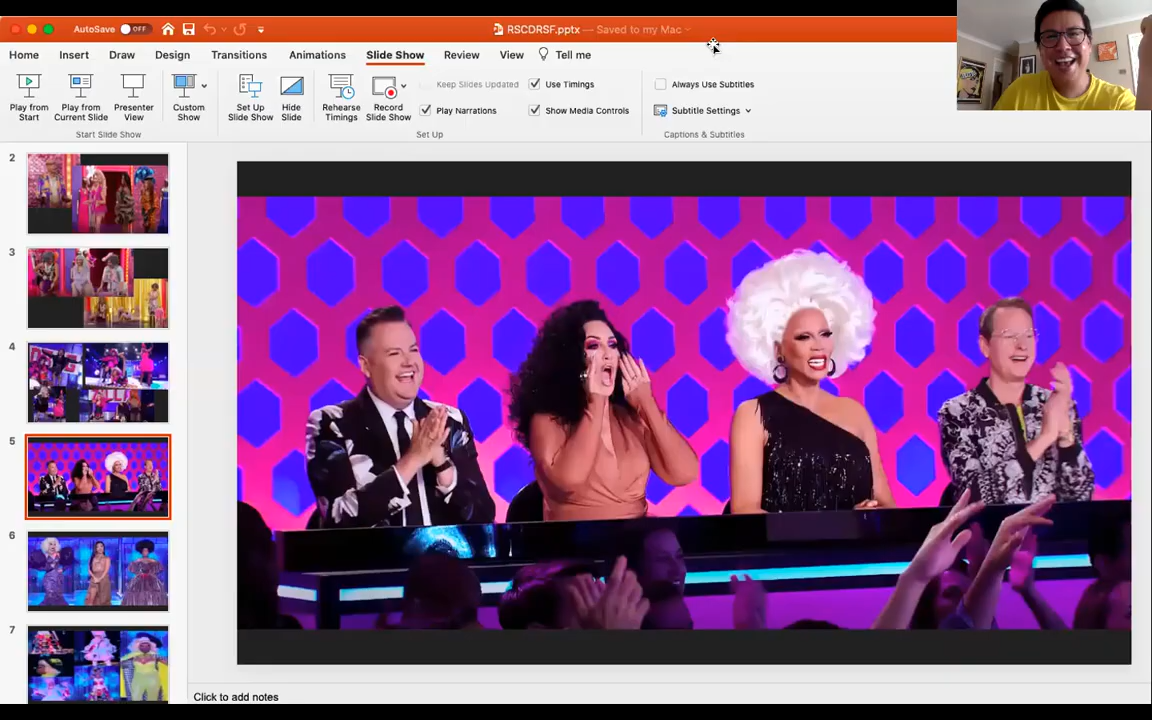 AutoSave OFF RSCDRSF.pptx — Saved to my Mac
Home Insert Draw Design Transitions Animations Slide Show Review View Tell me
Play from Start
Play from Current Slide
Presenter View
Custom Show
Set Up Slide Show
Hide Slide
Rehearse Timings
Record Slide Show
Keep Slides Updated
Play Narrations
Use Timings
Show Media Controls
Always Use Subtitles
Subtitle Settings
Start Slide Show
Set Up
Captions & Subtitles
2
3
4
5
6
7
Click to add notes